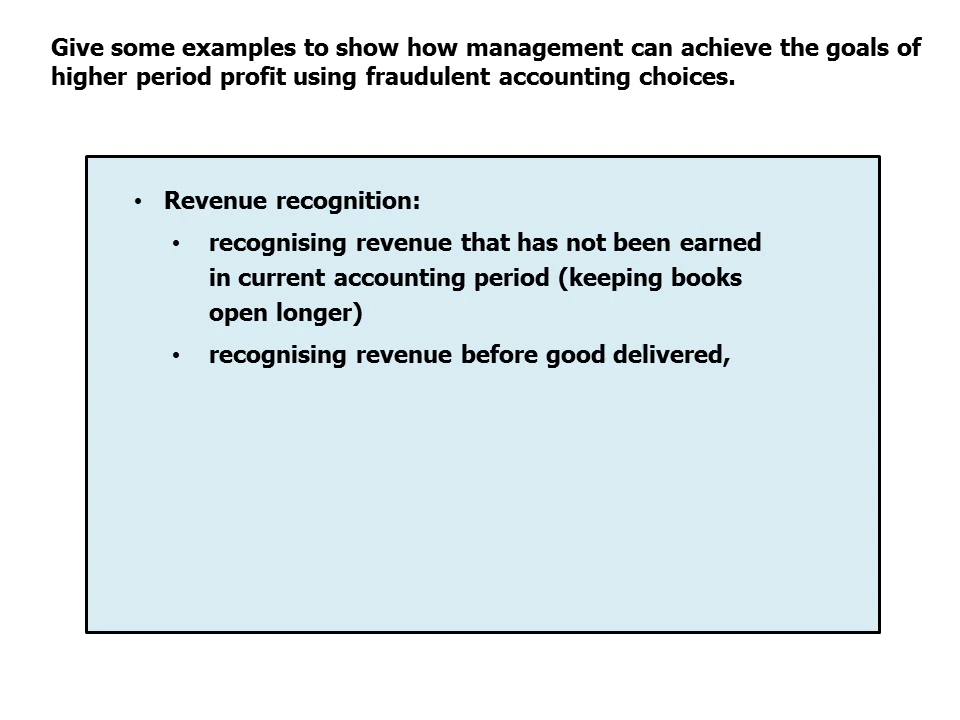 Give some examples to show how management can achieve the goals of
higher period profit using fraudulent accounting choices.
• Revenue recognition:
• recognising revenue that has not been earned
in current accounting period (keeping books
open longer)
• recognising revenue before good delivered,